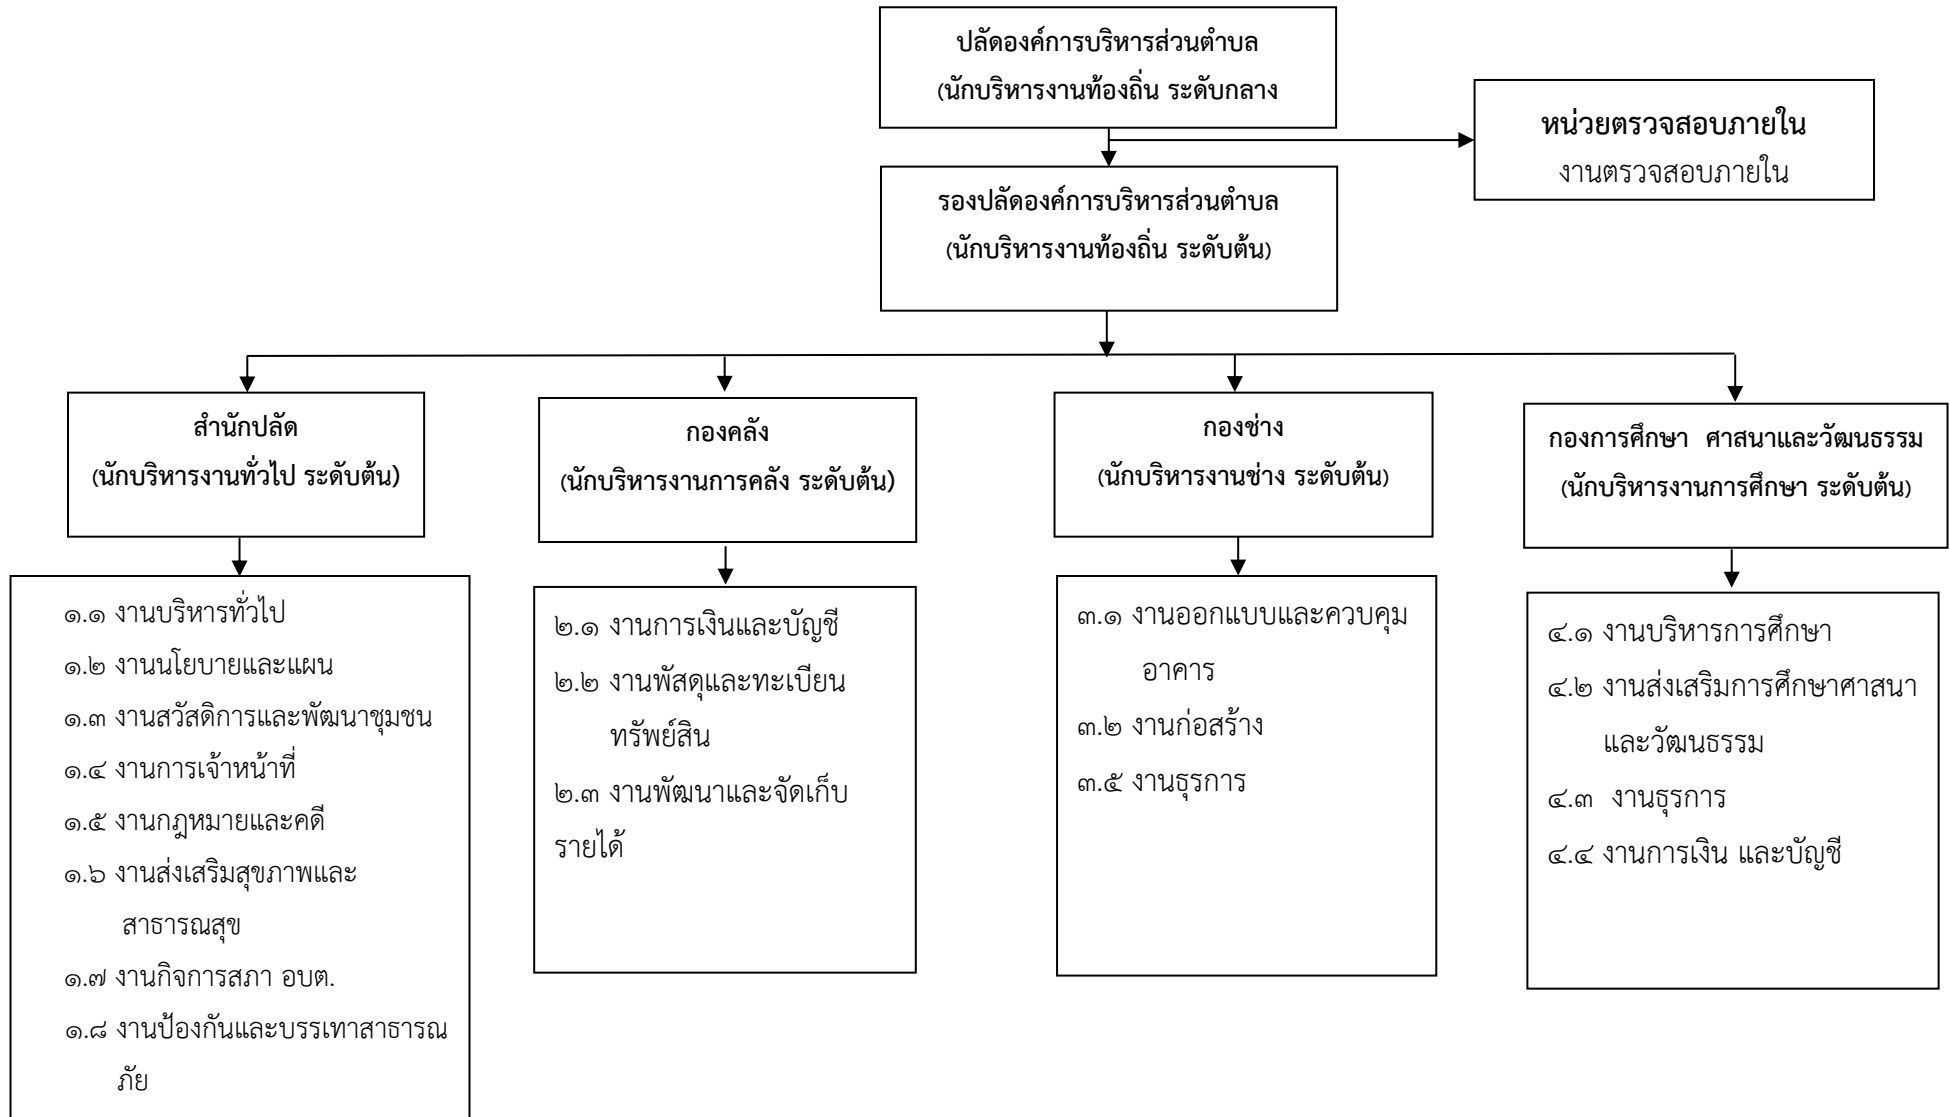 ปลัดองค์การบริหารส่วนตำบล
(นักบริหารงานท้องถิ่น ระดับกลาง
หน่วยตรวจสอบภายใน
งานตรวจสอบภายใน
รองปลัดองค์การบริหารส่วนตำบล
(นักบริหารงานท้องถิ่น ระดับต้น)
สำนักปลัด
(นักบริหารงานทั่วไป ระดับต้น)
กองคลัง
(นักบริหารงานการคลัง ระดับต้น)
กองช่าง
(นักบริหารงานช่าง ระดับต้น)
กองการศึกษา ศาสนาและวัฒนธรรม
(นักบริหารงานการศึกษา ระดับต้น)
๑.๑ งานบริหารทั่วไป
๑.๒ งานนโยบายและแผน
๑.๓ งานสวัสดิการและพัฒนาชุมชน
๑.๔ งานการเจ้าหน้าที่
๑.๕ งานกฎหมายและคดี
๑.๖ งานส่งเสริมสุขภาพและ
สาธารณสุข
๑.๗ งานกิจการสภา อบต.
๑.๘ งานป้องกันและบรรเทาสาธารณ
ภัย
๒.๑ งานการเงินและบัญชี
๒.๒ งานพัสดุและทะเบียน
ทรัพย์สิน
๒.๓ งานพัฒนาและจัดเก็บ
รายได้
๓.๑ งานออกแบบและควบคุม
อาคาร
๓.๒ งานก่อสร้าง
๓.๕ งานธุรการ
๔.๑ งานบริหารการศึกษา
๔.๒ งานส่งเสริมการศึกษาศาสนา
และวัฒนธรรม
๔.๓ งานธุรการ
๔.๔ งานการเงิน และบัญชี